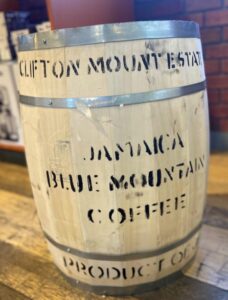 CLIFTON MOUNT ESTAT
JAMAICA
BLUE MOUNTAIN
COFFEE
PRODUCT OF